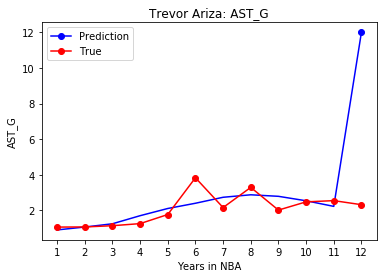 Trevor Ariza: AST_G
Prediction
True
AST_G
12
10
8
6
4
2
1 2 3 4 5 6 7 8 9 10 11 12
Years in NBA